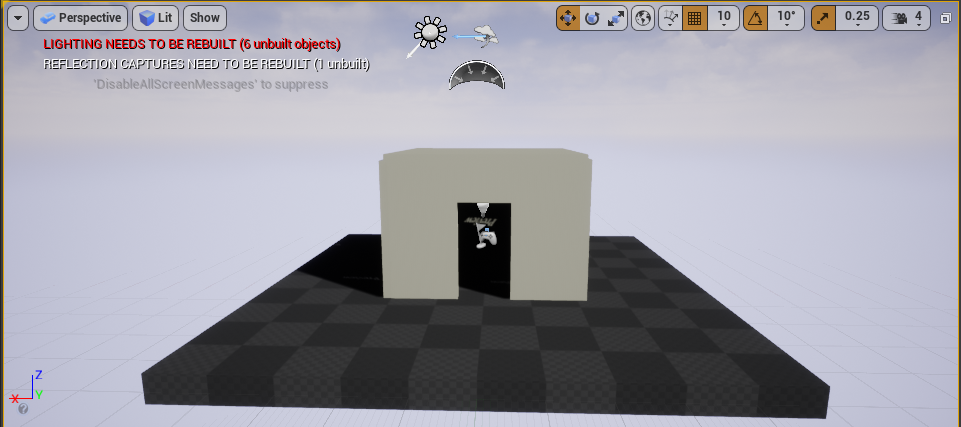 Perspective Lit Show 10 10° 0.25 4
LIGHTING NEEDS TO BE REBUILT (6 unbuilt objects)
REFLECTION CAPTURES NEED TO BE REBUILT (1 unbuilt)
'DisableAllScreenMessages' to suppress
Z
X Y
?